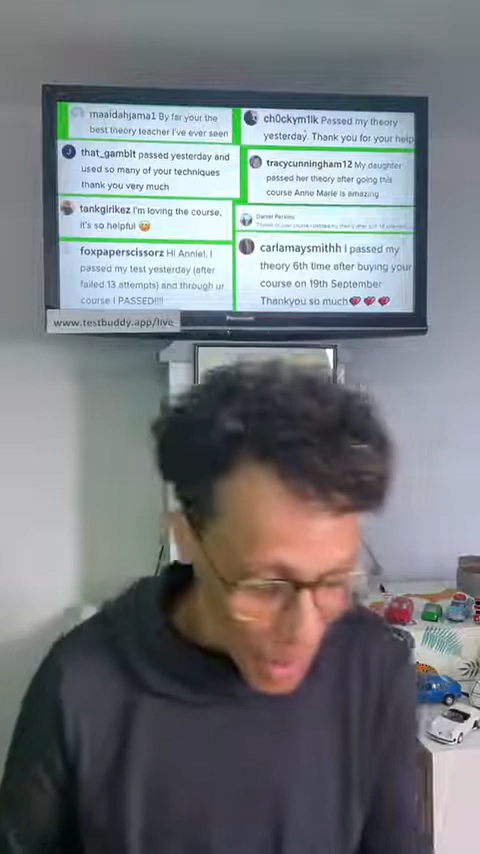 maaidahjama1 By far your the
best theory teacher I've ever seen
that_gambit passed yesterday and
used so many of your techniques
thank you very much
tankgirlkez I'm loving the course,
it's so helpful 🥹
foxpaperscissorz Hi Annie!, I
passed my test yesterday (after
failed 13 attempts) and through ur
course I PASSED!!!!
www.testbuddy.app/live
ch0ckym1lk Passed my theory
yesterday. Thank you for your help
tracycunningham12 My daughter
passed her theory after going this
course Anne Marie is amazing
Daniel Perkins
carlamaysmithh I passed my
theory 6th time after buying your
course on 19th September
Thankyou so much💖💖💖
Panasonic